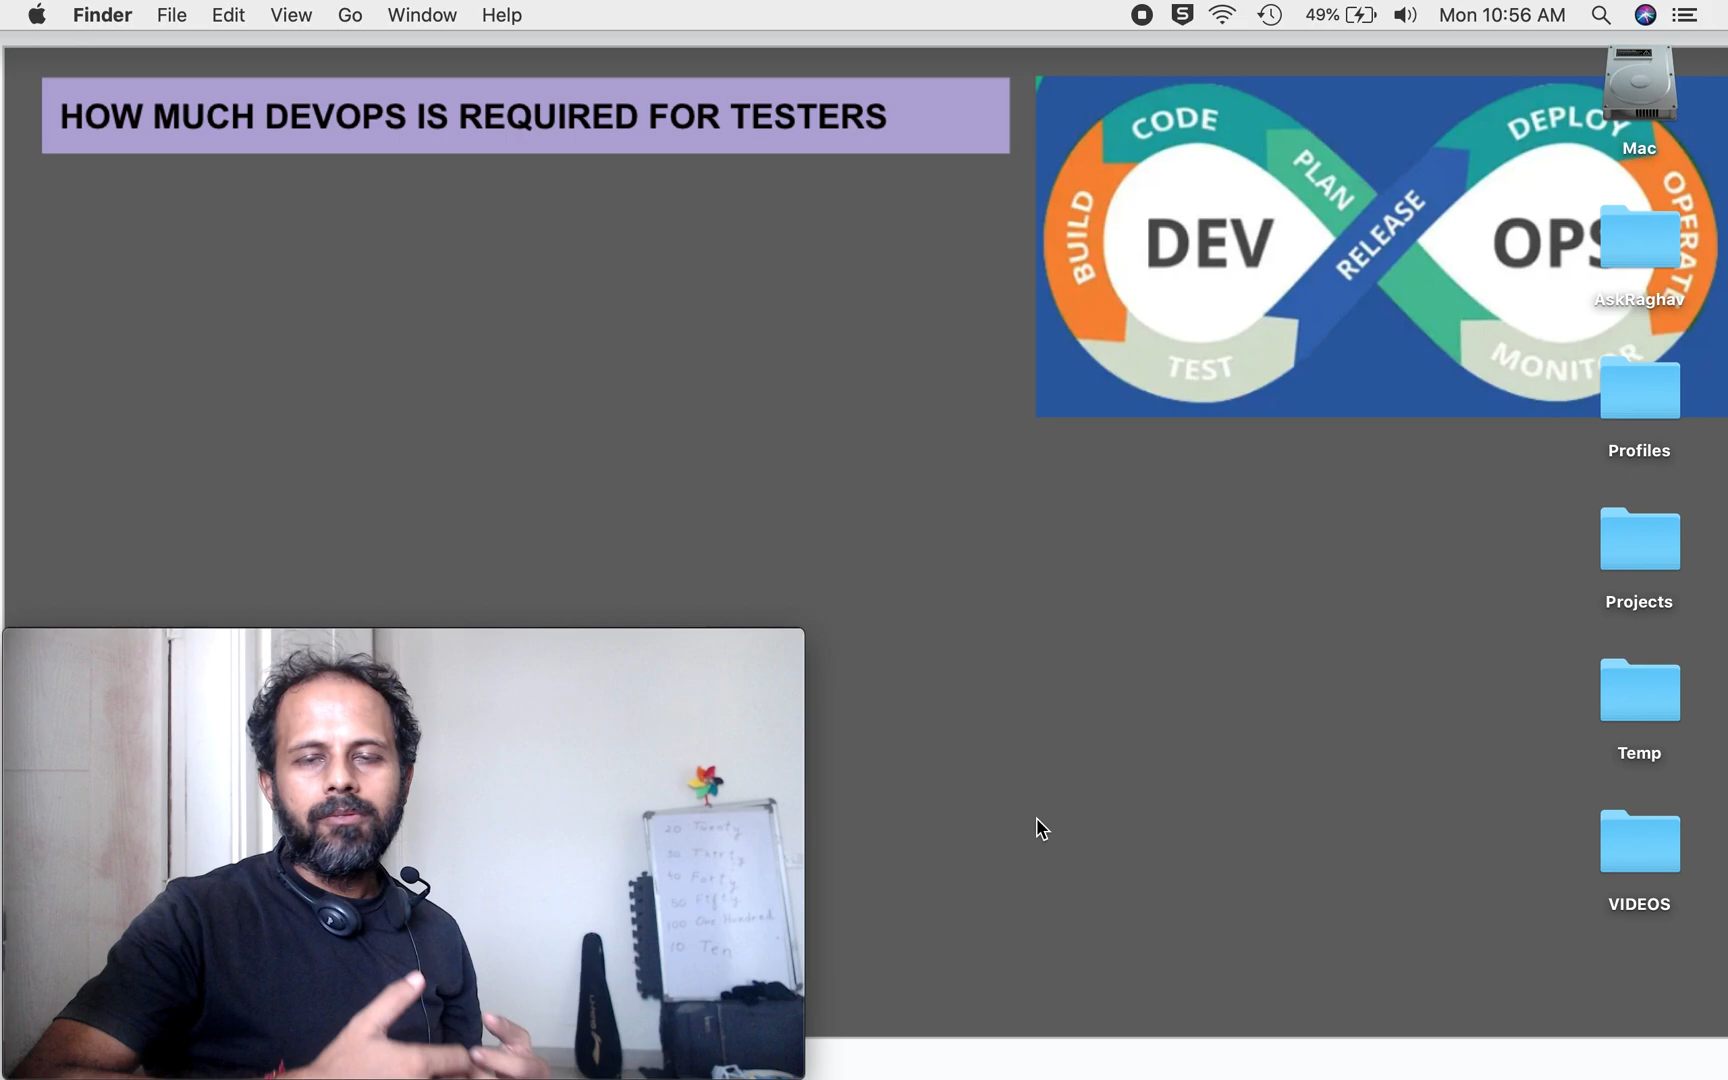 Finder File Edit View Go Window Help
49% Mon 10:56 AM
HOW MUCH DEVOPS IS REQUIRED FOR TESTERS
CODE
PLAN
BUILD
DEV
TEST
RELEASE
DEPLOY
OPS
OPERATE
MONITOR
Mac
AskRaghav
Profiles
Projects
Temp
VIDEOS
20 Twenty
30 Thirty
40 Forty
50 Fifty
100 One Hundred
10 Ten